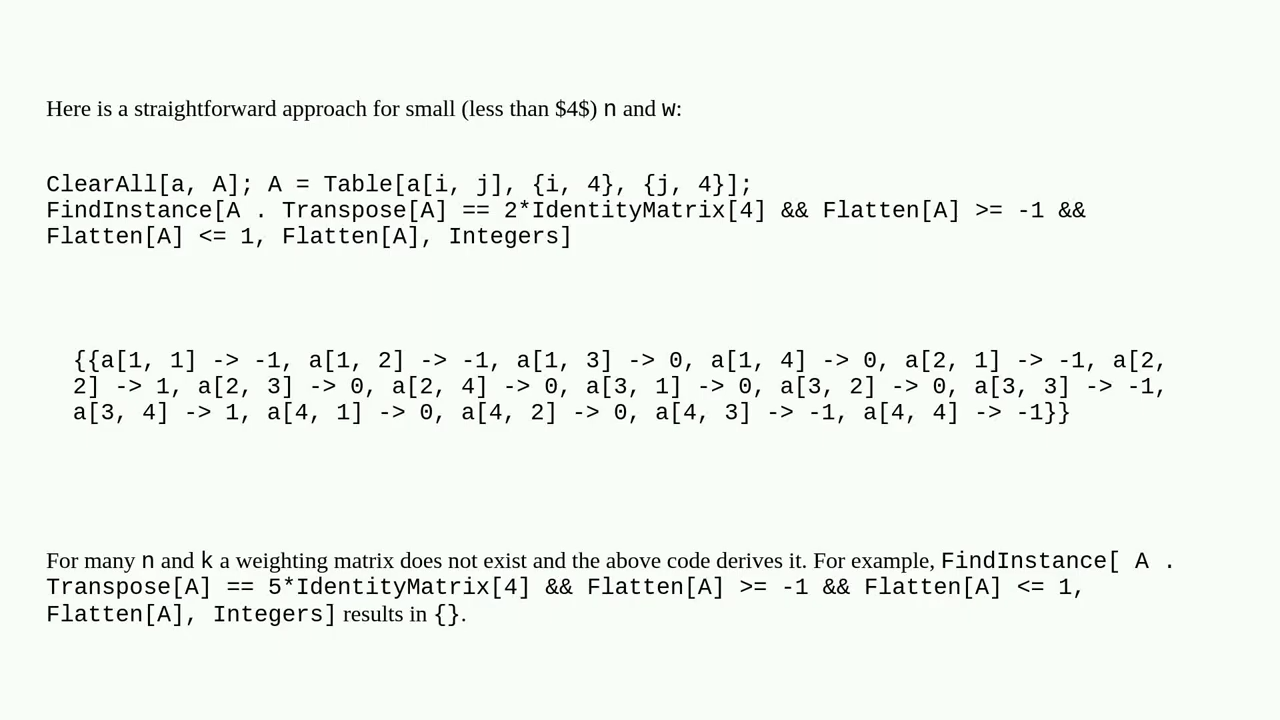 Here is a straightforward approach for small (less than $4$) n and w:
ClearAll[a, A]; A = Table[a[i, j], {i, 4}, {j, 4}];
FindInstance[A . Transpose[A] == 2*IdentityMatrix[4] && Flatten[A] >= -1 &&
Flatten[A] <= 1, Flatten[A], Integers]
{{a[1, 1] -> -1, a[1, 2] -> -1, a[1, 3] -> 0, a[1, 4] -> 0, a[2, 1] -> -1, a[2,
2] -> 1, a[2, 3] -> 0, a[2, 4] -> 0, a[3, 1] -> 0, a[3, 2] -> 0, a[3, 3] -> -1,
a[3, 4] -> 1, a[4, 1] -> 0, a[4, 2] -> 0, a[4, 3] -> -1, a[4, 4] -> -1}}
For many n and k a weighting matrix does not exist and the above code derives it. For example, FindInstance[ A .
Transpose[A] == 5*IdentityMatrix[4] && Flatten[A] >= -1 && Flatten[A] <= 1,
Flatten[A], Integers] results in {}.